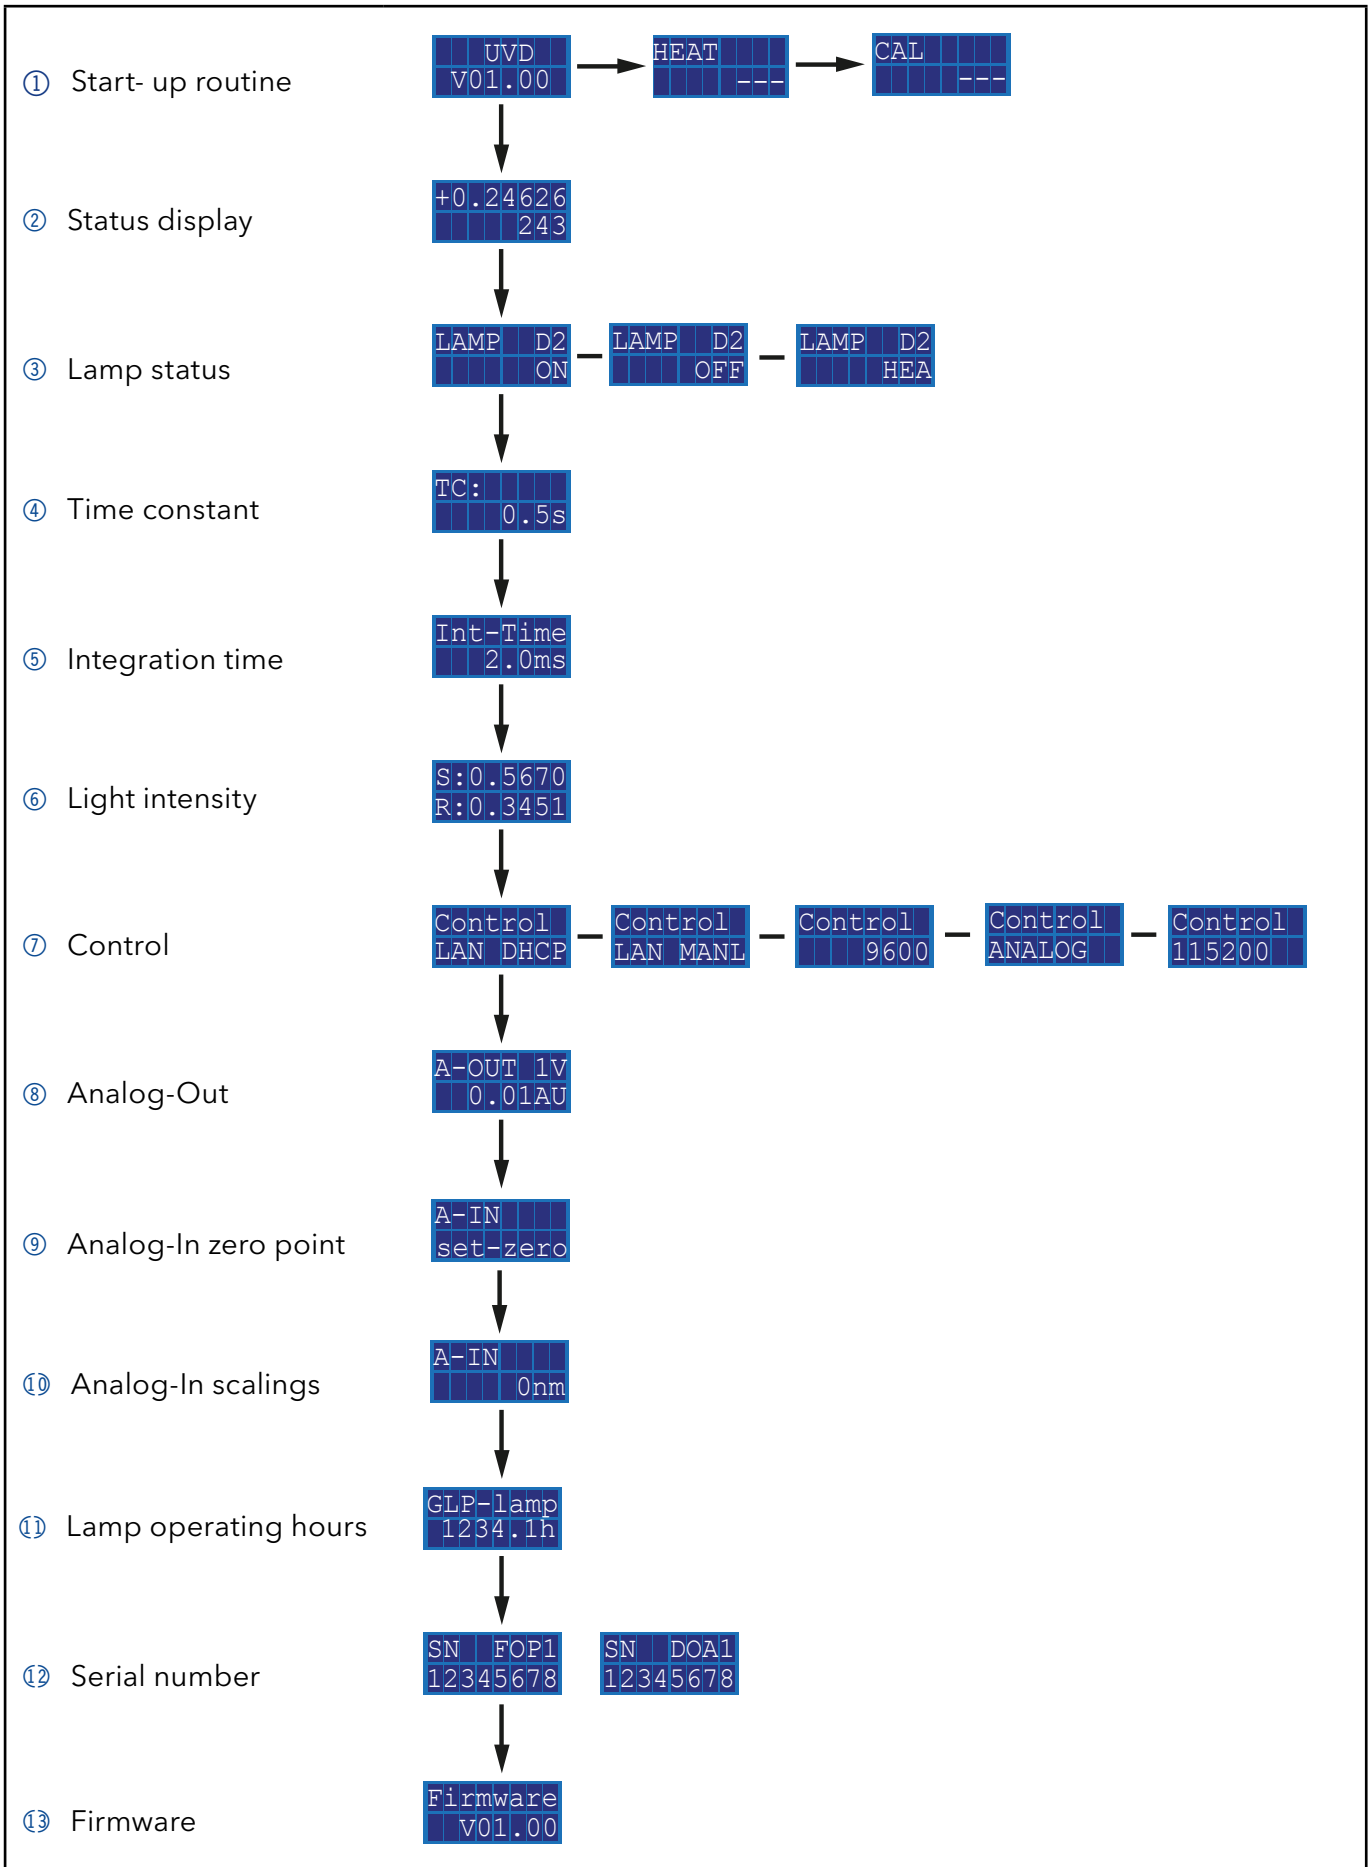 ① Start- up routine
UVD
V01.00
HEAT
---
CAL
---
② Status display
+0.24626
243
③ Lamp status
LAMP D2
ON
LAMP D2
OFF
LAMP D2
HEA
④ Time constant
TC:
0.5s
⑤ Integration time
Int-Time
2.0ms
⑥ Light intensity
S:0.5670
R:0.3451
⑦ Control
Control
LAN DHCP
Control
LAN MANL
Control
9600
Control
ANALOG
Control
115200
⑧ Analog-Out
A-OUT 1V
0.01AU
⑨ Analog-In zero point
A-IN
set-zero
⑩ Analog-In scalings
A-IN
0nm
⑪ Lamp operating hours
GLP-lamp
1234.1h
⑫ Serial number
SN FOP1
12345678
SN DOA1
12345678
⑬ Firmware
Firmware
V01.00